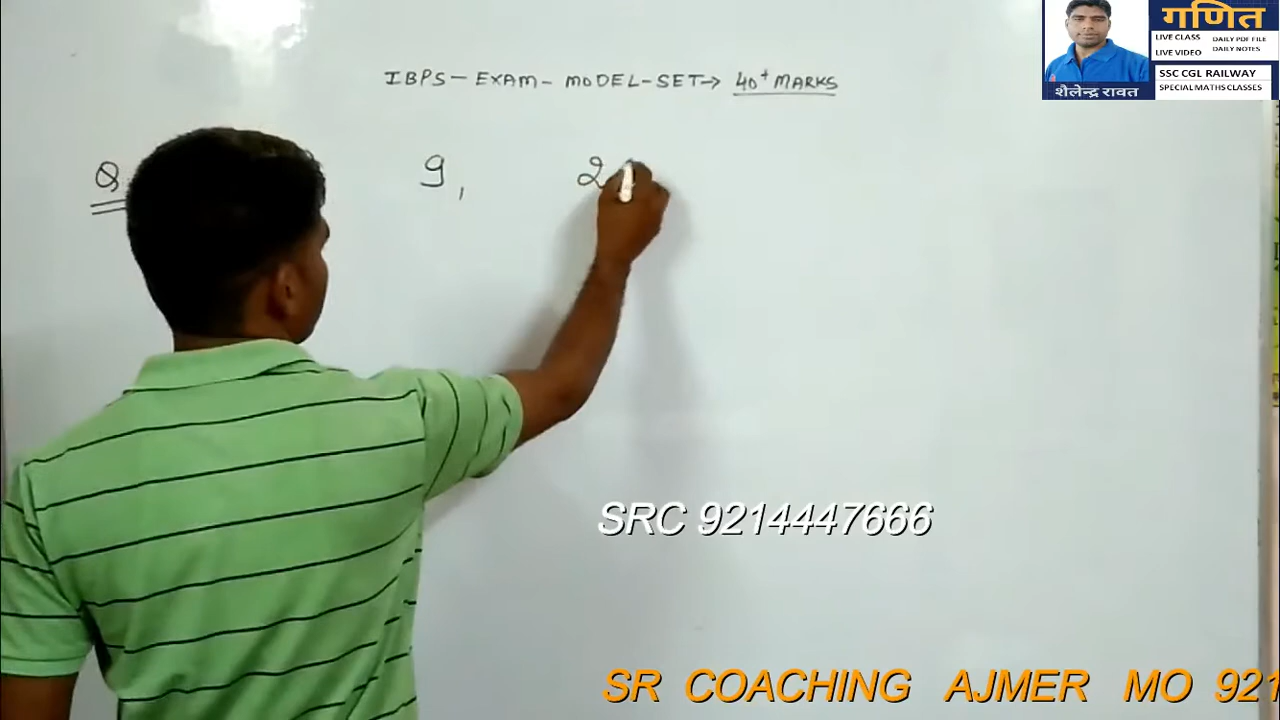 गणित
LIVE CLASS DAILY PDF FILE
LIVE VIDEO DAILY NOTES
SSC CGL RAILWAY
SPECIAL MATHS CLASSES
शैलेन्द्र रावत
IBPS - EXAM - MODEL - SET → 40+ MARKS
Q 9, 2
SRC 9214447666
SR COACHING AJMER MO 921